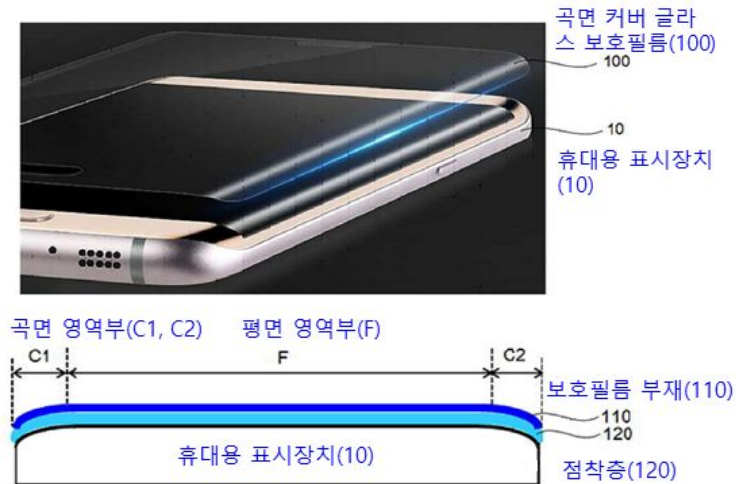 곡면 커버 글라
스 보호필름(100)
100
10
휴대용 표시장치
(10)
곡면 영역부(C1, C2) 평면 영역부(F)
C1 F C2
보호필름 부재(110)
110
120
휴대용 표시장치(10)
점착층(120)